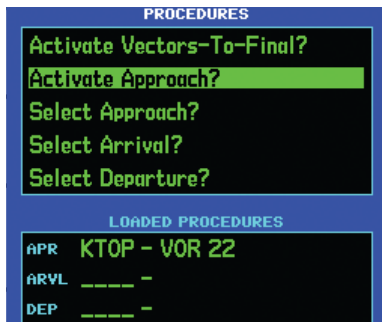 PROCEDURES
Activate Vectors-To-Final?
Activate Approach?
Select Approach?
Select Arrival?
Select Departure?
LOADED PROCEDURES
APR KTOP - VOR 22
ARVL ____ -
DEP ____ -